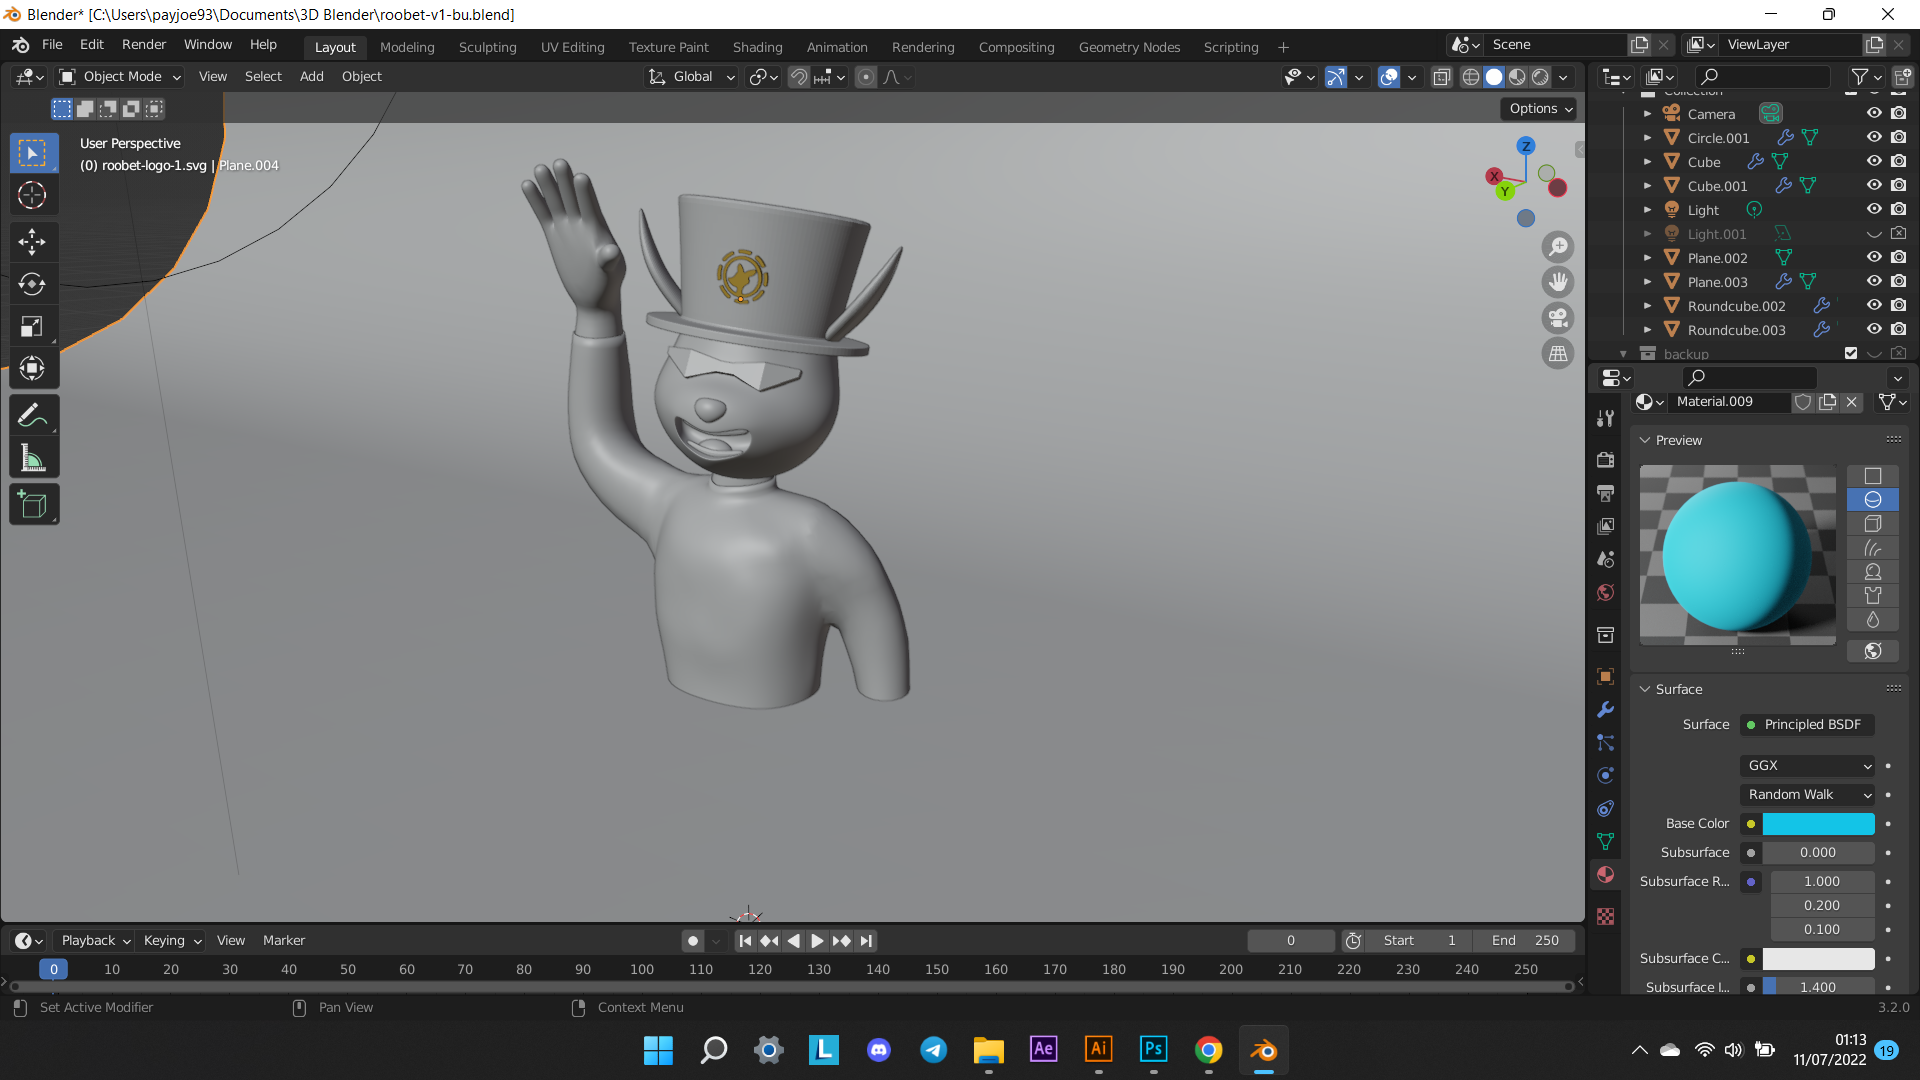 Blender* [C:\Users\payjoe93\Documents\3D Blender\roobet-v1-bu.blend]
File Edit Render Window Help Layout Modeling Sculpting UV Editing Texture Paint Shading Animation Rendering Compositing Geometry Nodes Scripting + Scene ViewLayer
Object Mode View Select Add Object Global
Options
User Perspective
(0) roobet-logo-1.svg | Plane.004
Z
X
Y
Collection
Camera
Circle.001
Cube
Cube.001
Light
Light.001
Plane.002
Plane.003
Roundcube.002
Roundcube.003
backup
Material.009
Preview
Surface
Surface Principled BSDF
GGX
Random Walk
Base Color
Subsurface 0.000
Subsurface R... 1.000
0.200
0.100
Subsurface C...
Subsurface I... 1.400
Playback Keying View Marker 0 Start 1 End 250
0 10 20 30 40 50 60 70 80 90 100 110 120 130 140 150 160 170 180 190 200 210 220 230 240 250
Set Active Modifier Pan View Context Menu 3.2.0
L Ae Ai Ps
01:13
11/07/2022 19